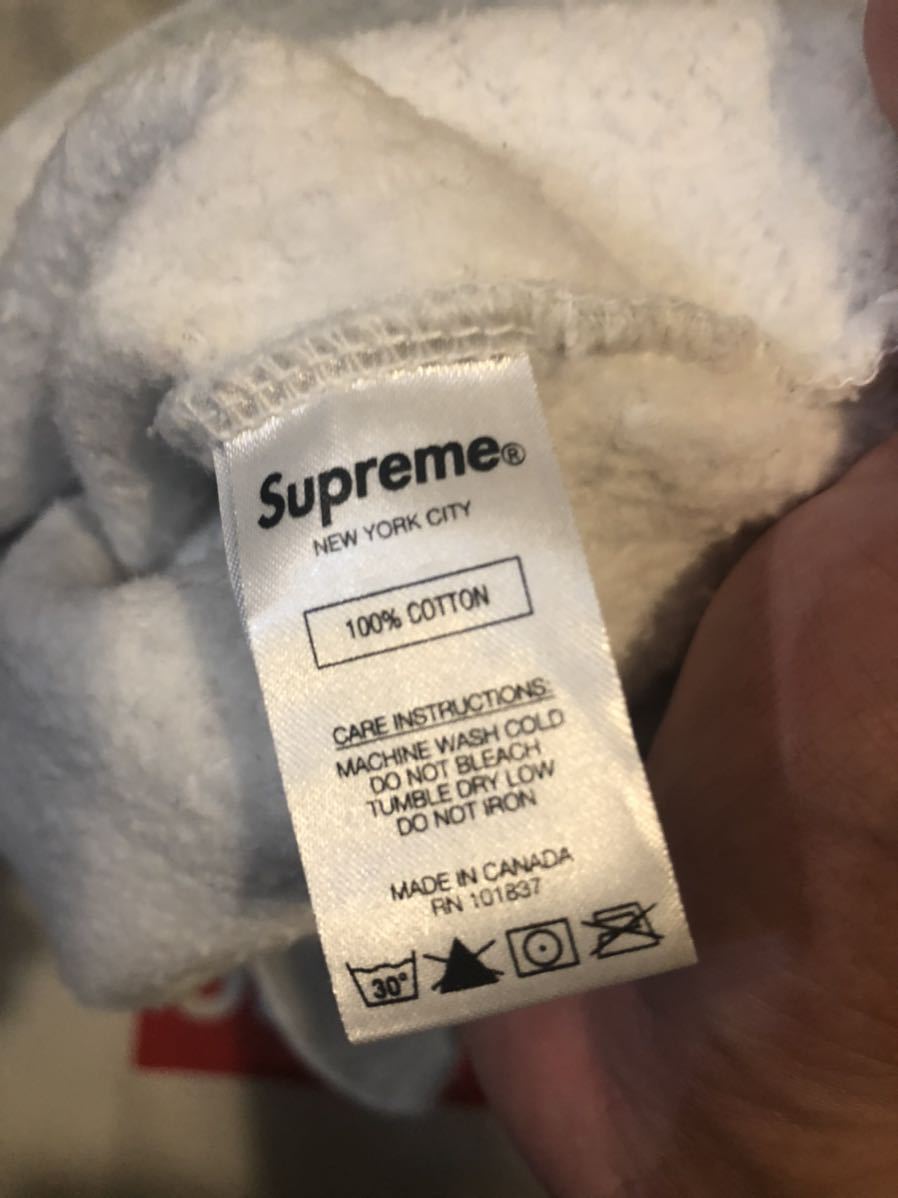 Supreme®
NEW YORK CITY
100% COTTON
CARE INSTRUCTIONS:
MACHINE WASH COLD
DO NOT BLEACH
TUMBLE DRY LOW
DO NOT IRON
MADE IN CANADA
RN 101837
30°